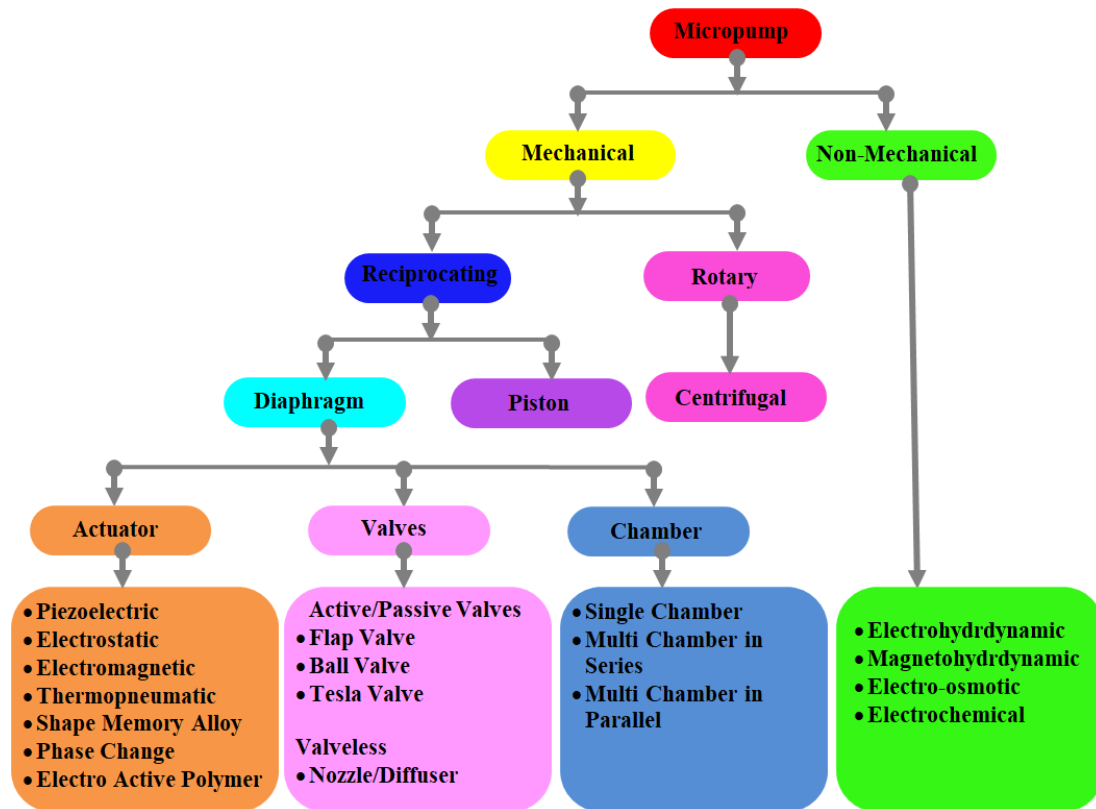 Micropump
Mechanical
Non-Mechanical
Reciprocating
Rotary
Diaphragm
Piston
Centrifugal
Actuator
Valves
Chamber
• Piezoelectric
• Electrostatic
• Electromagnetic
• Thermopneumatic
• Shape Memory Alloy
• Phase Change
• Electro Active Polymer
Active/Passive Valves
• Flap Valve
• Ball Valve
• Tesla Valve
Valveless
• Nozzle/Diffuser
• Single Chamber
• Multi Chamber in
Series
• Multi Chamber in
Parallel
• Electrohydrdynamic
• Magnetohydrdynamic
• Electro-osmotic
• Electrochemical